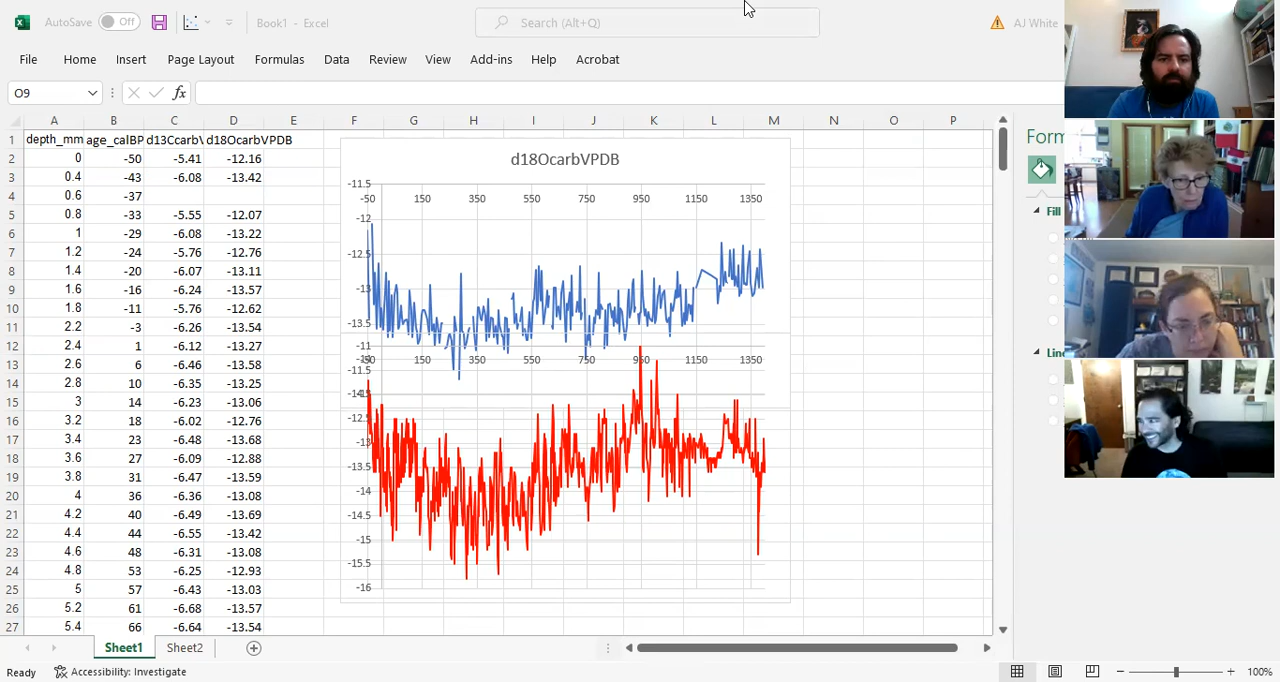 AutoSave Off Book1 - Excel Search (Alt+Q) AJ White
File Home Insert Page Layout Formulas Data Review View Add-ins Help Acrobat
O9 fx
A B C D E F G H I J K L M N O P
1 depth_mm age_calBP d13Ccarb d18OcarbVPDB
2 0 -50 -5.41 -12.16
3 0.4 -43 -6.08 -13.42
4 0.6 -37
5 0.8 -33 -5.55 -12.07
6 1 -29 -6.08 -13.22
7 1.2 -24 -5.76 -12.76
8 1.4 -20 -6.07 -13.11
9 1.6 -16 -6.24 -13.57
10 1.8 -11 -5.76 -12.62
11 2.2 -3 -6.26 -13.54
12 2.4 1 -6.12 -13.27
13 2.6 6 -6.46 -13.58
14 2.8 10 -6.35 -13.25
15 3 14 -6.23 -13.06
16 3.2 18 -6.02 -12.76
17 3.4 23 -6.48 -13.68
18 3.6 27 -6.09 -12.88
19 3.8 31 -6.47 -13.59
20 4 36 -6.36 -13.08
21 4.2 40 -6.49 -13.69
22 4.4 44 -6.55 -13.42
23 4.6 48 -6.31 -13.08
24 4.8 53 -6.25 -12.93
25 5 57 -6.43 -13.03
26 5.2 61 -6.68 -13.57
27 5.4 66 -6.64 -13.54
d18OcarbVPDB
-11.5
-50 150 350 550 750 950 1150 1350
-12
-12.5
-13
-13.5
-11
150 350 550 750 950 1150 1350
-11.5
-12.5
-13
-13.5
-14
-14.5
-15
-15.5
-16
Form
Fill
Line
Sheet1 Sheet2
Ready Accessibility: Investigate 100%